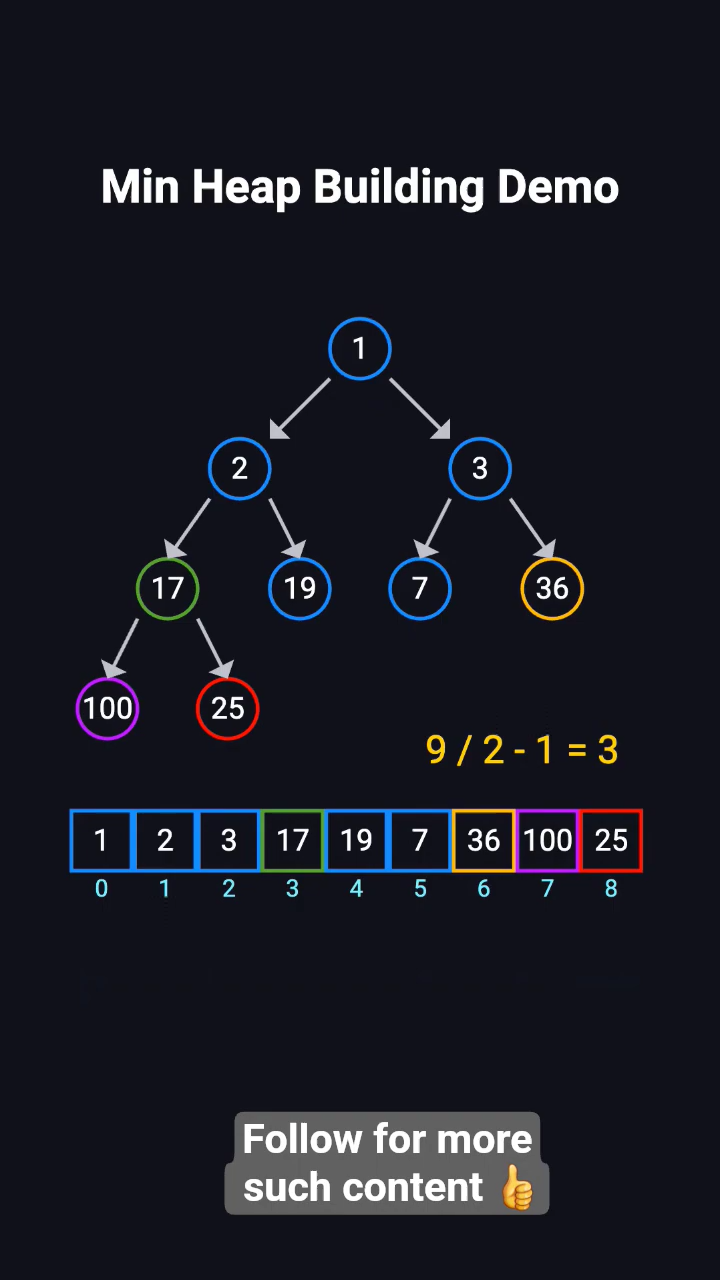 Min Heap Building Demo
1
2 3
17 19 7 36
100 25
9 / 2 - 1 = 3
1 2 3 17 19 7 36 100 25
0 1 2 3 4 5 6 7 8
Follow for more
such content 👍